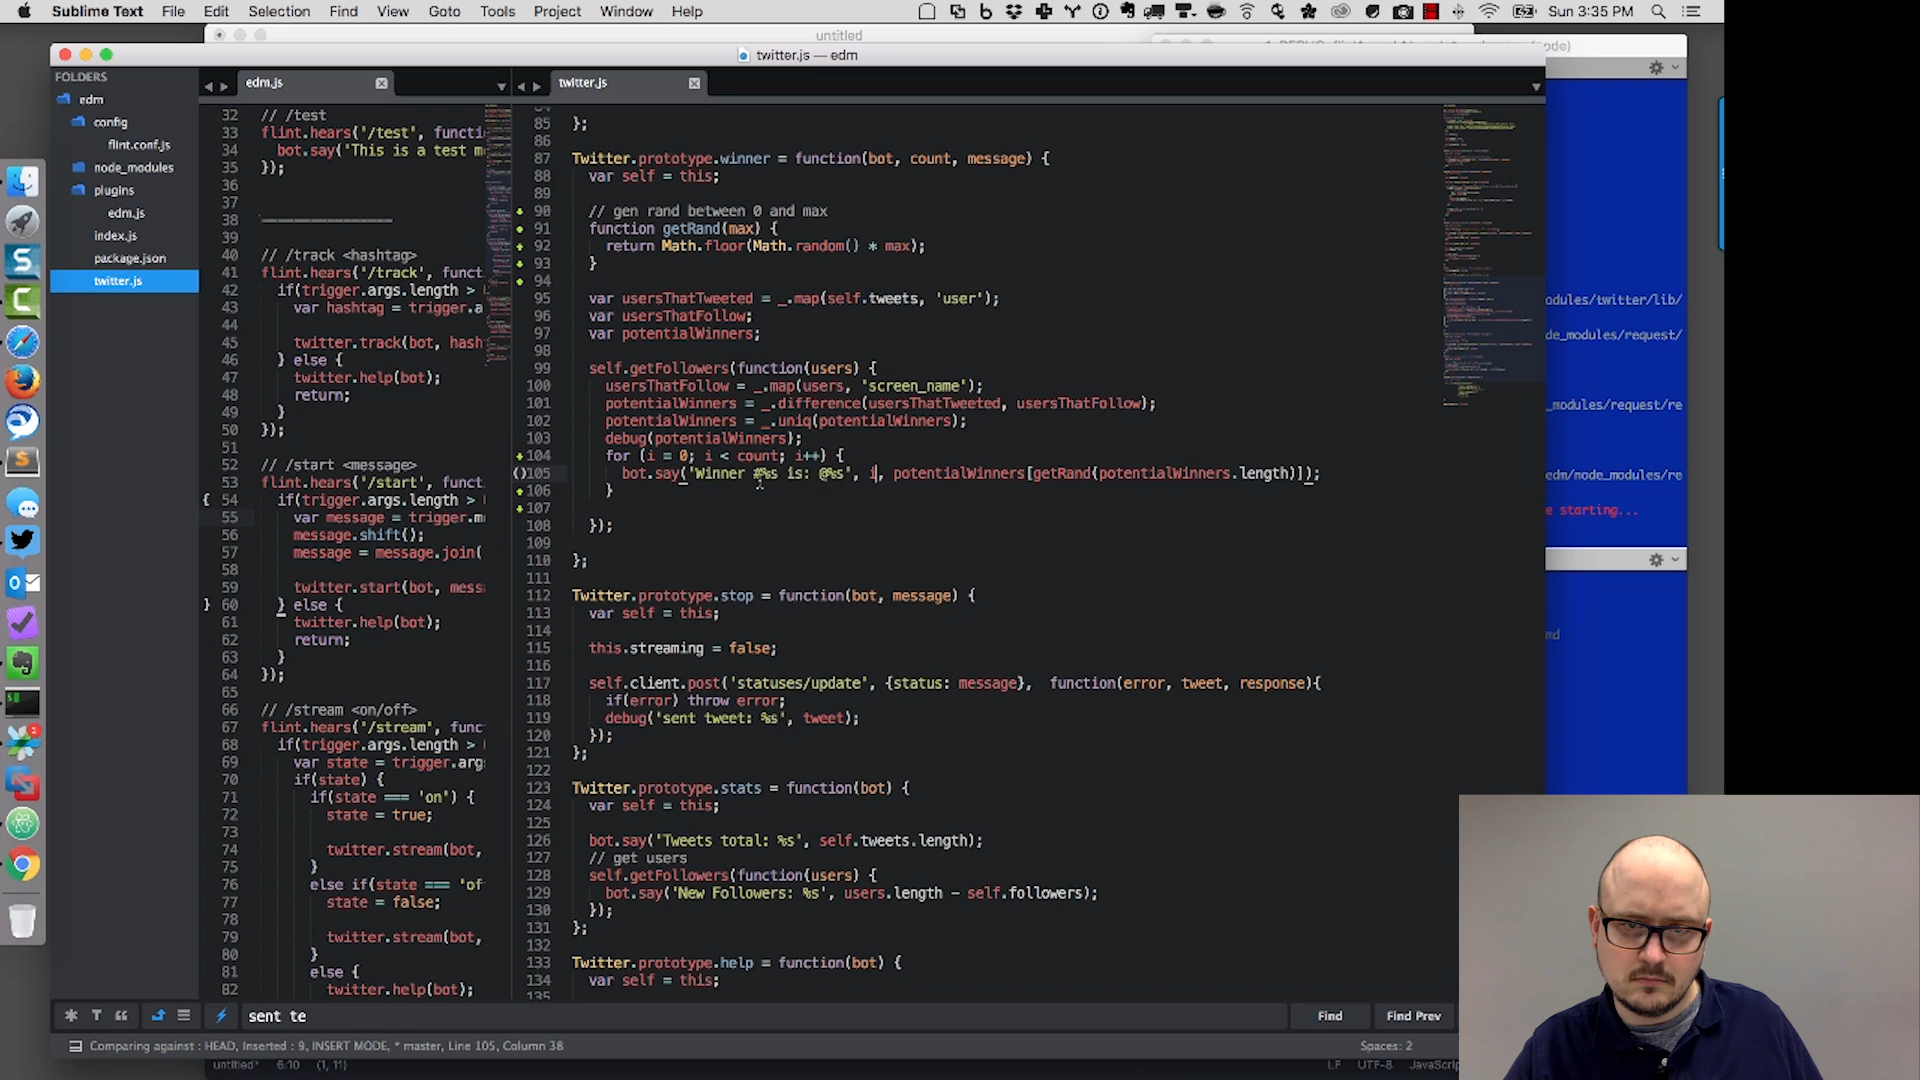 Sublime Text File Edit Selection Find View Goto Tools Project Window Help
Sun 3:35 PM
untitled
twitter.js — edm
FOLDERS
edm
config
flint.conf.js
node_modules
plugins
edm.js
index.js
package.json
twitter.js
edm.js
32 // /test
33 flint.hears('/test', functi
34 bot.say('This is a test m
35 });
36
37
38
39
40 // /track <hashtag>
41 flint.hears('/track', funct
42 if(trigger.args.length >
43 var hashtag = trigger.a
44
45 twitter.track(bot, hash
46 } else {
47 twitter.help(bot);
48 return;
49 }
50 });
51
52 // /start <message>
53 flint.hears('/start', funct
54 if(trigger.args.length >
55 var message = trigger.m
56 message.shift();
57 message = message.join(
58
59 twitter.start(bot, mess
60 } else {
61 twitter.help(bot);
62 return;
63 }
64 });
65
66 // /stream <on/off>
67 flint.hears('/stream', func
68 if(trigger.args.length >
69 var state = trigger.arg
70 if(state) {
71 if(state === 'on') {
72 state = true;
73
74 twitter.stream(bot,
75 }
76 else if(state === 'of
77 state = false;
78
79 twitter.stream(bot,
80 }
81 else {
82 twitter.help(bot);
twitter.js
85 };
86
87 Twitter.prototype.winner = function(bot, count, message) {
88 var self = this;
89
90 // gen rand between 0 and max
91 function getRand(max) {
92 return Math.floor(Math.random() * max);
93 }
94
95 var usersThatTweeted = _.map(self.tweets, 'user');
96 var usersThatFollow;
97 var potentialWinners;
98
99 self.getFollowers(function(users) {
100 usersThatFollow = _.map(users, 'screen_name');
101 potentialWinners = _.difference(usersThatTweeted, usersThatFollow);
102 potentialWinners = _.uniq(potentialWinners);
103 debug(potentialWinners);
104 for (i = 0; i < count; i++) {
105 bot.say('Winner #%s is: @%s', i, potentialWinners[getRand(potentialWinners.length)]);
106 }
107
108 });
109
110 };
111
112 Twitter.prototype.stop = function(bot, message) {
113 var self = this;
114
115 this.streaming = false;
116
117 self.client.post('statuses/update', {status: message}, function(error, tweet, response){
118 if(error) throw error;
119 debug('sent tweet: %s', tweet);
120 });
121 };
122
123 Twitter.prototype.stats = function(bot) {
124 var self = this;
125
126 bot.say('Tweets total: %s', self.tweets.length);
127 // get users
128 self.getFollowers(function(users) {
129 bot.say('New Followers: %s', users.length - self.followers);
130 });
131 };
132
133 Twitter.prototype.help = function(bot) {
134 var self = this;
135
odules/twitter/lib/
ode_modules/request/
_modules/request/re
edm/node_modules/re
e starting...
md
sent te
Find Find Prev
Comparing against : HEAD, Inserted : 9, INSERT MODE, * master, Line 105, Column 38
Spaces: 2
untitled* 6:10 (1, 11)
LF UTF-8 JavaScrip